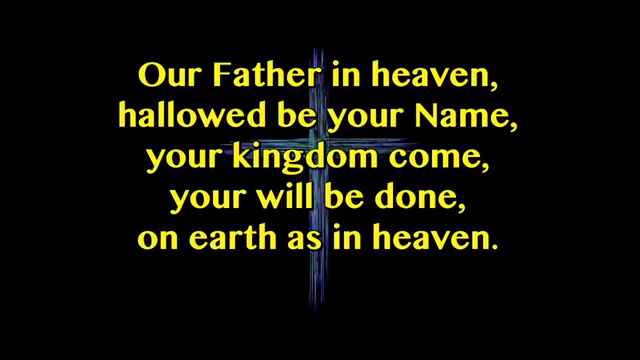 Our Father in heaven,
hallowed be your Name,
your kingdom come,
your will be done,
on earth as in heaven.